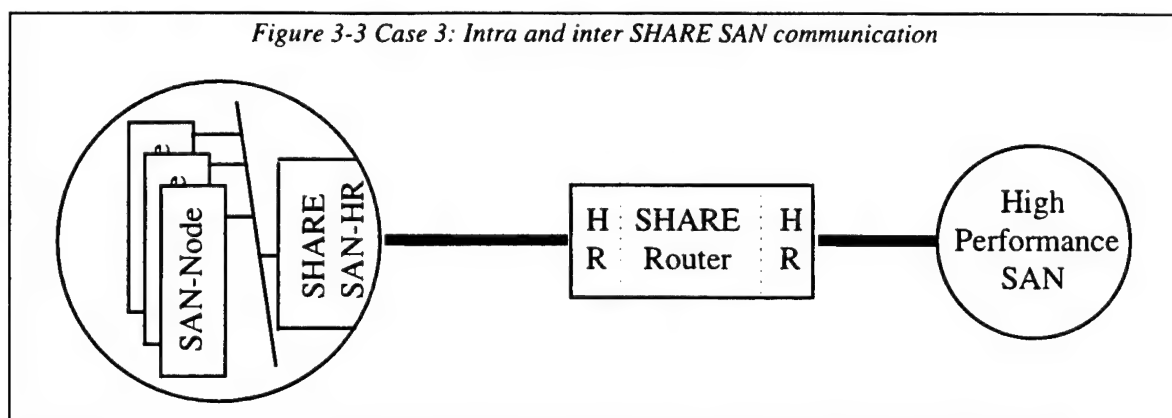 Figure 3-3 Case 3: Intra and inter SHARE SAN communication
e
e
SAN-Node
SHARE
SAN-HR
H
R
SHARE
Router
H
R
High
Performance
SAN